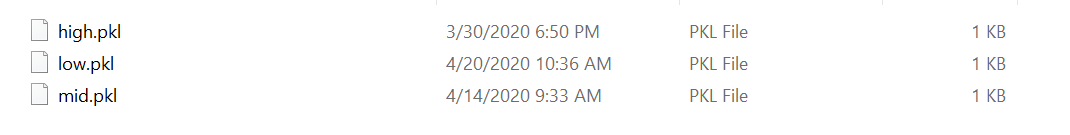 high.pkl 3/30/2020 6:50 PM PKL File 1 KB
low.pkl 4/20/2020 10:36 AM PKL File 1 KB
mid.pkl 4/14/2020 9:33 AM PKL File 1 KB